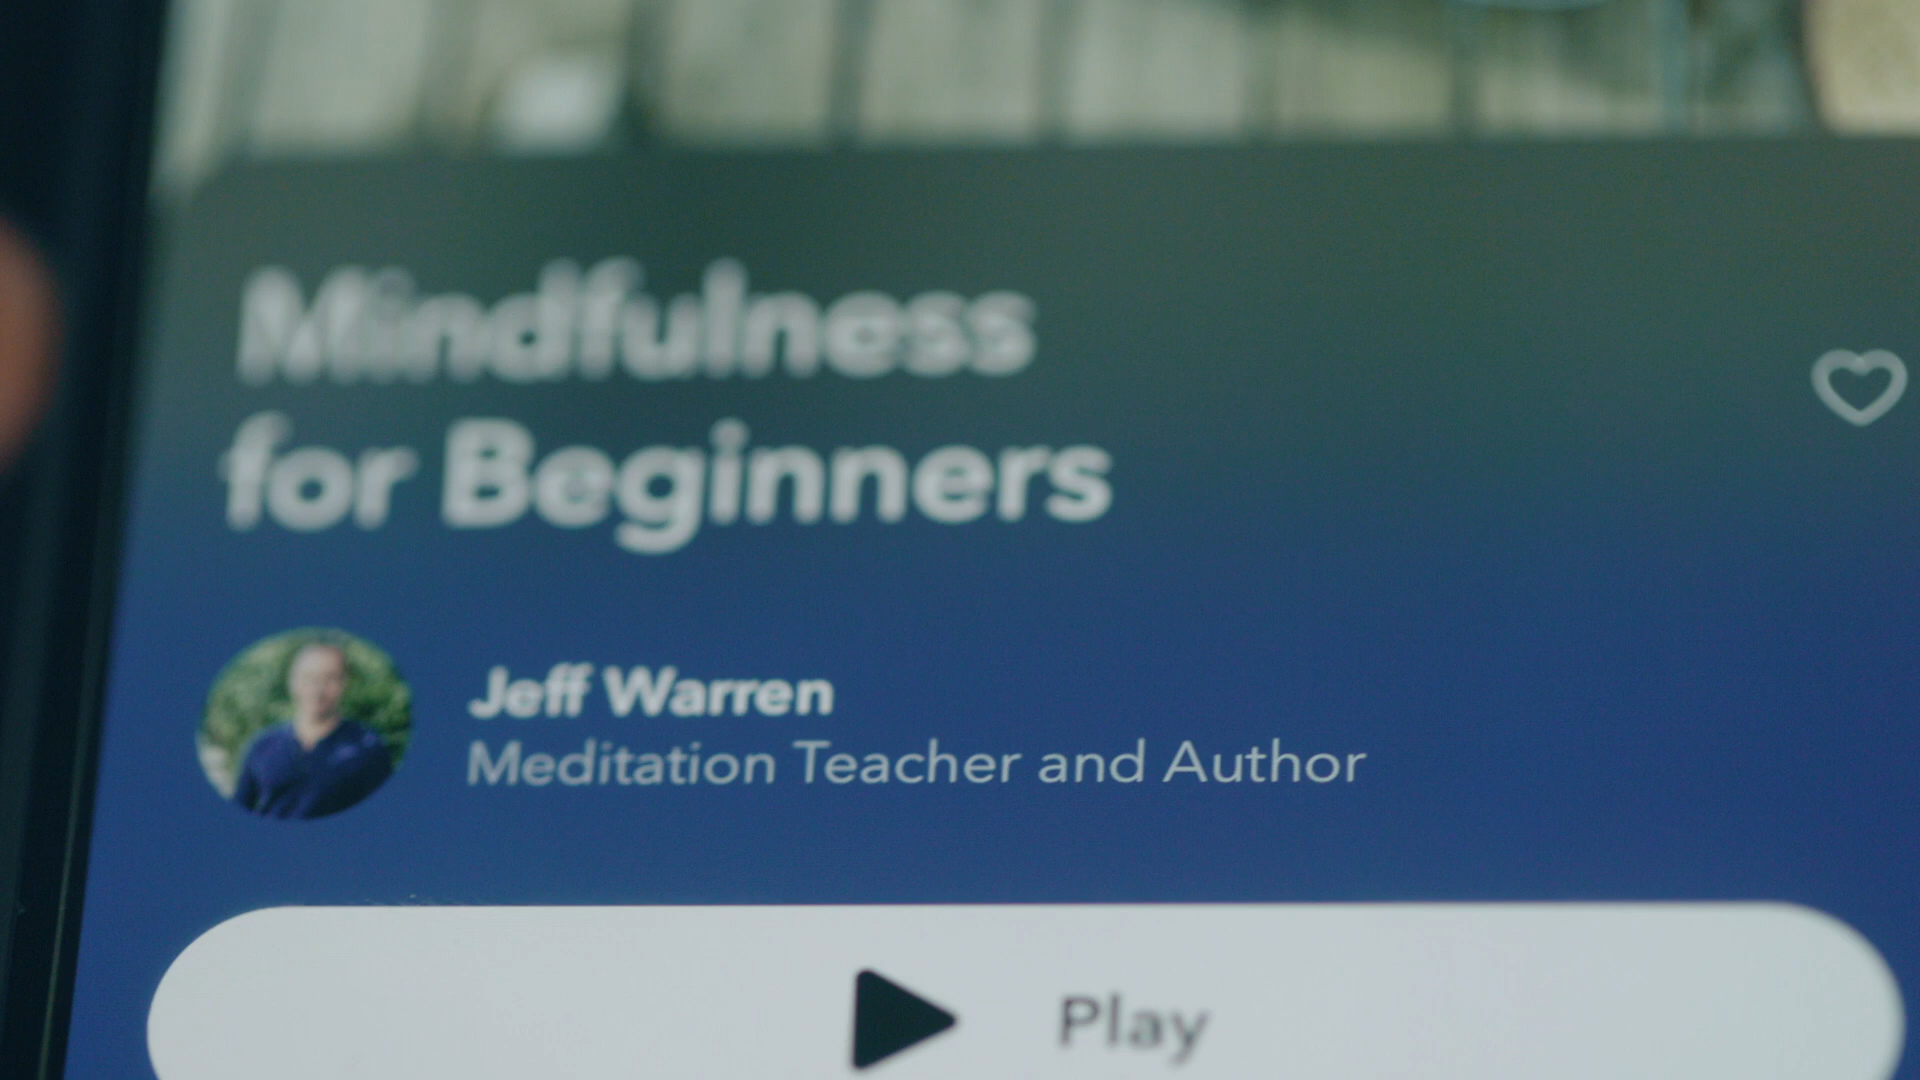 Mindfulness
for Beginners
Jeff Warren
Meditation Teacher and Author
Play